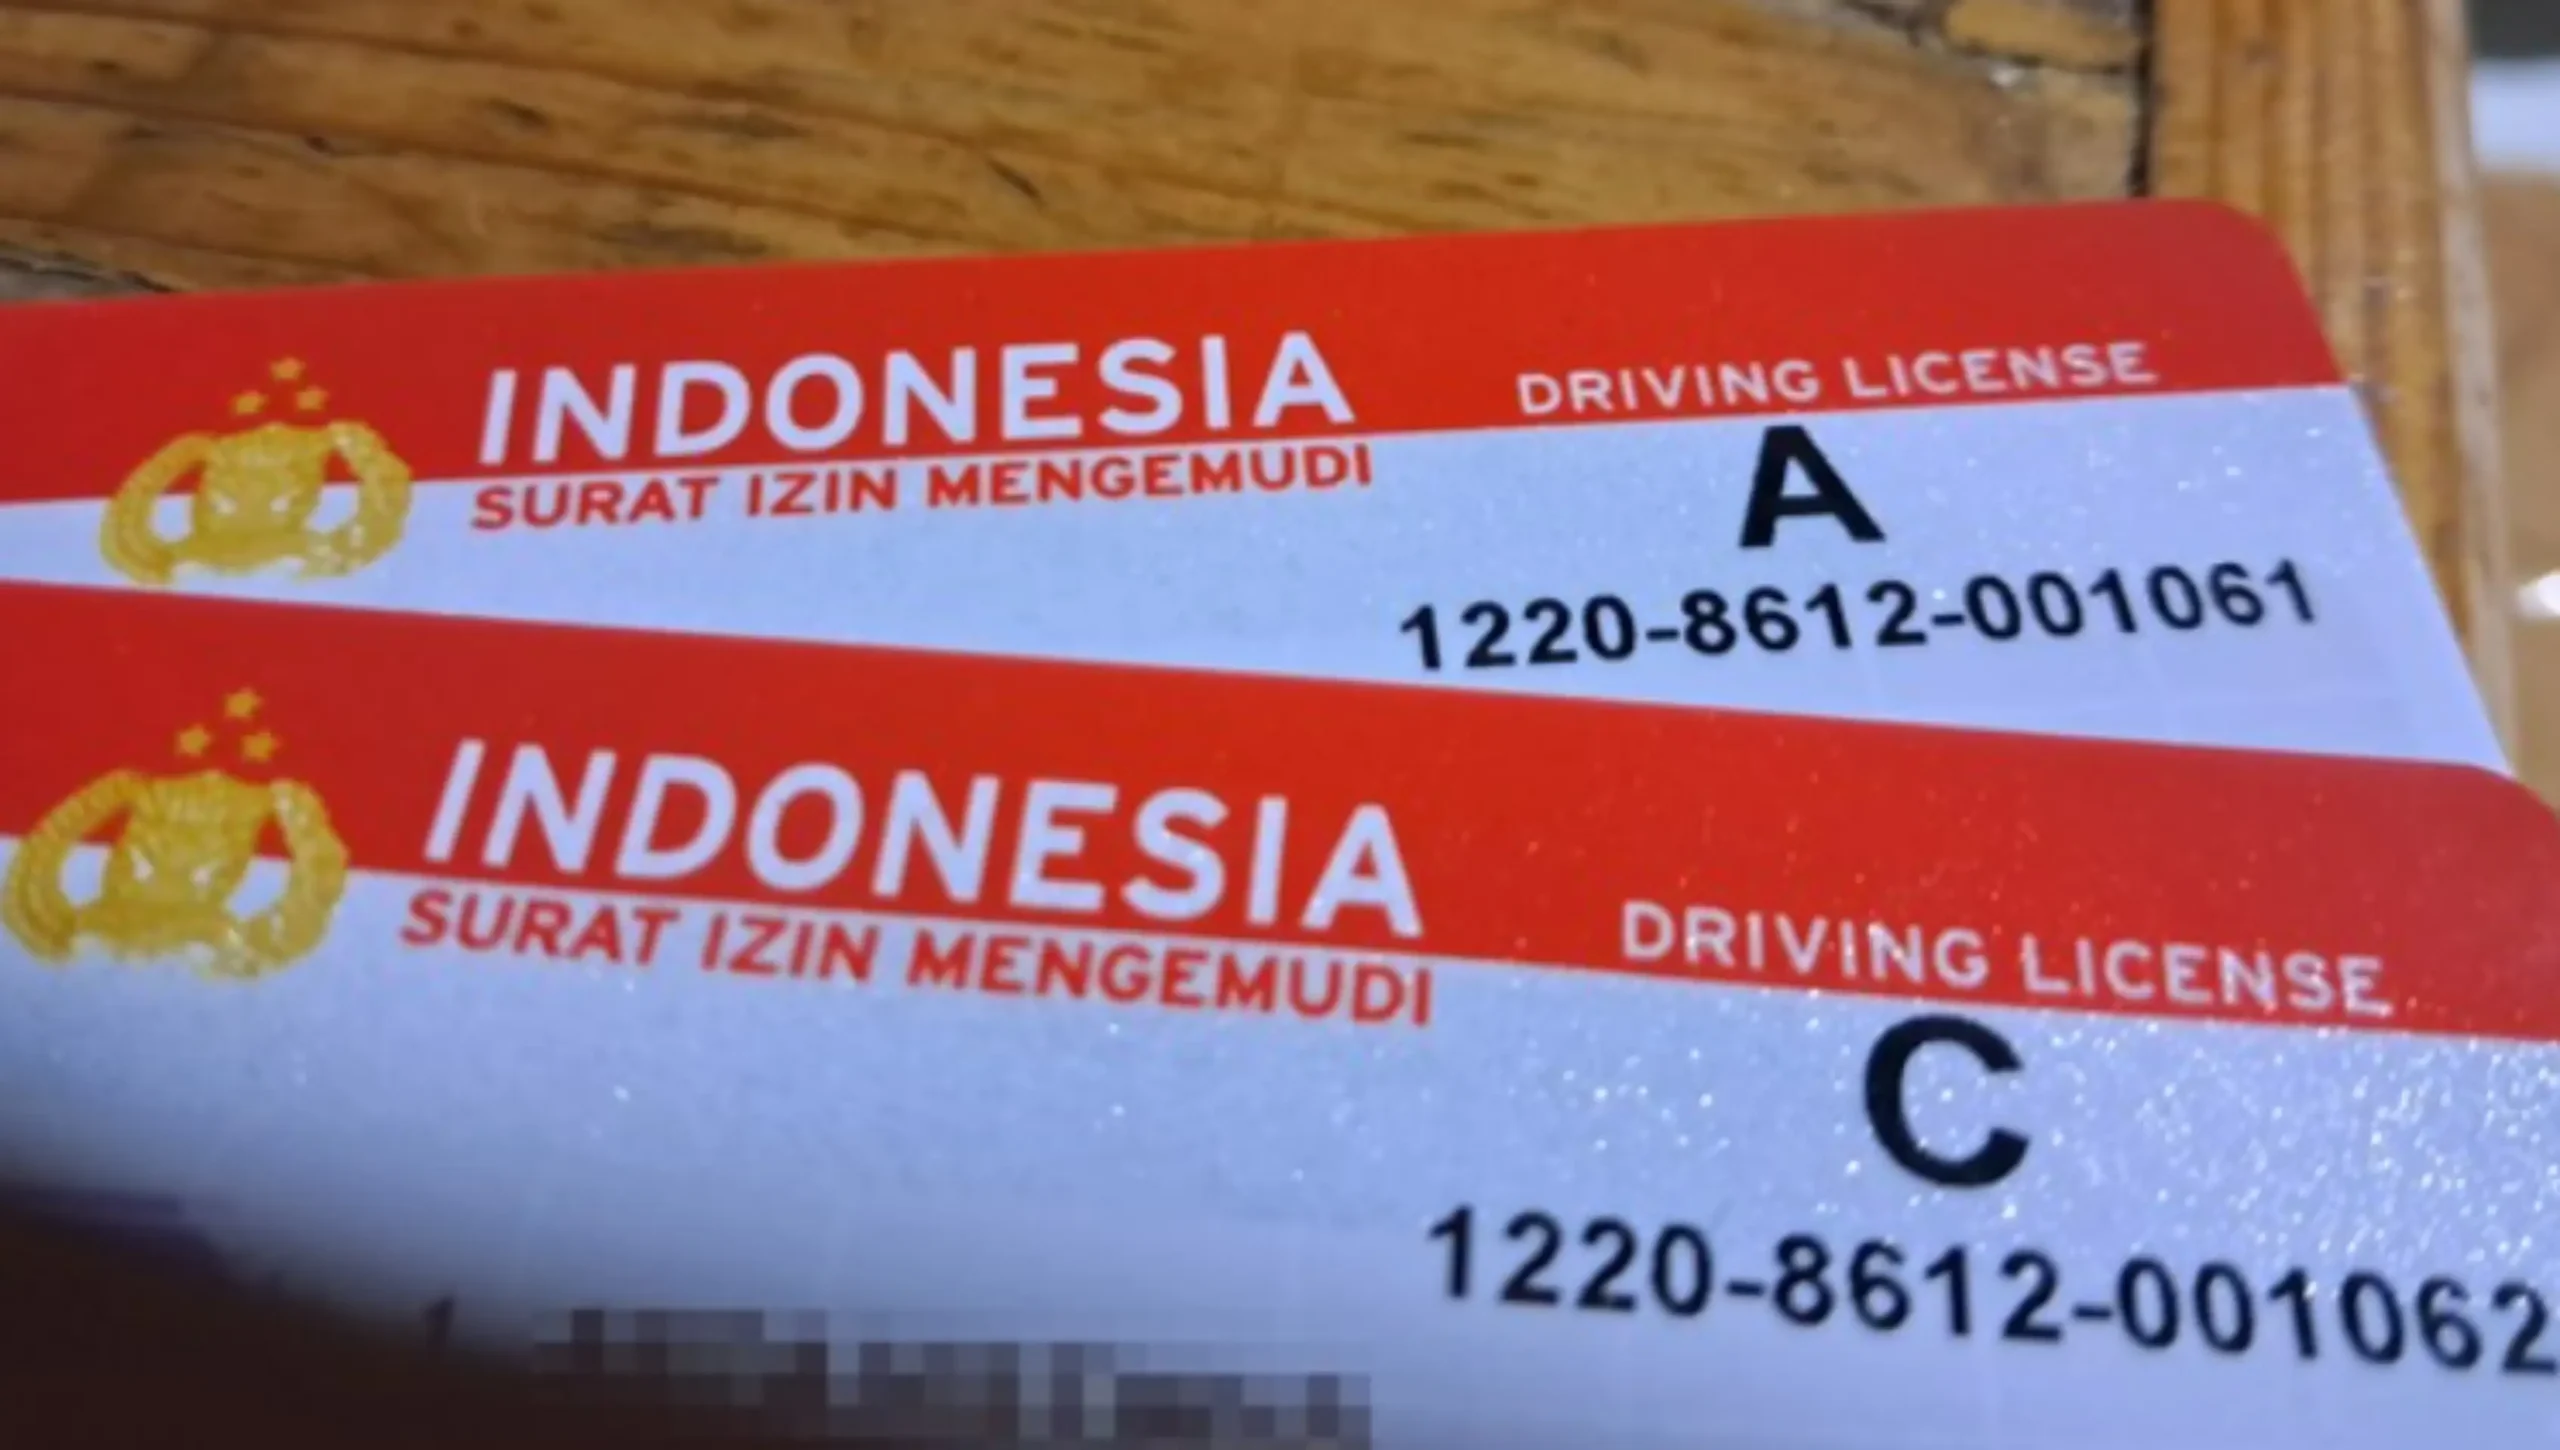 INDONESIA
SURAT IZIN MENGEMUDI
DRIVING LICENSE
A
1220-8612-001061
INDONESIA
SURAT IZIN MENGEMUDI
DRIVING LICENSE
C
1220-8612-001062